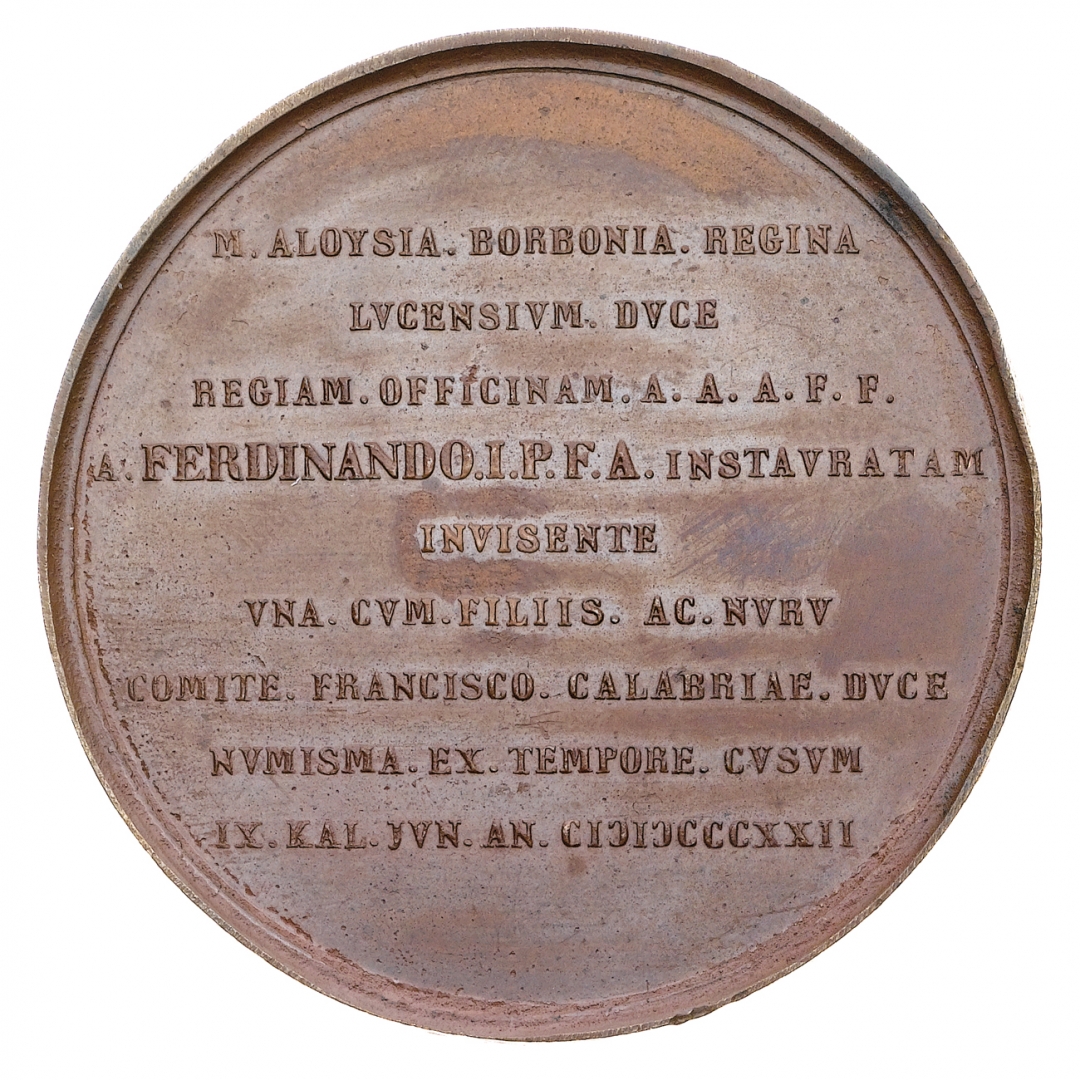 M. ALOYSIA. BORBONIA. REGINA
LVCENSIVM. DVCE
REGIAM. OFFICINAM. A. A. A. F. F.
A. FERDINANDO. I. P. F. A. INSTAVRATAM
INVISENTE
VNA. CVM. FILIIS. AC. NVRV
COMITE. FRANCISCO. CALABRIAE. DVCE
NVMISMA. EX. TEMPORE. CVSVM
IX. KAL. JVN. AN. CIƆIƆCCCXXII